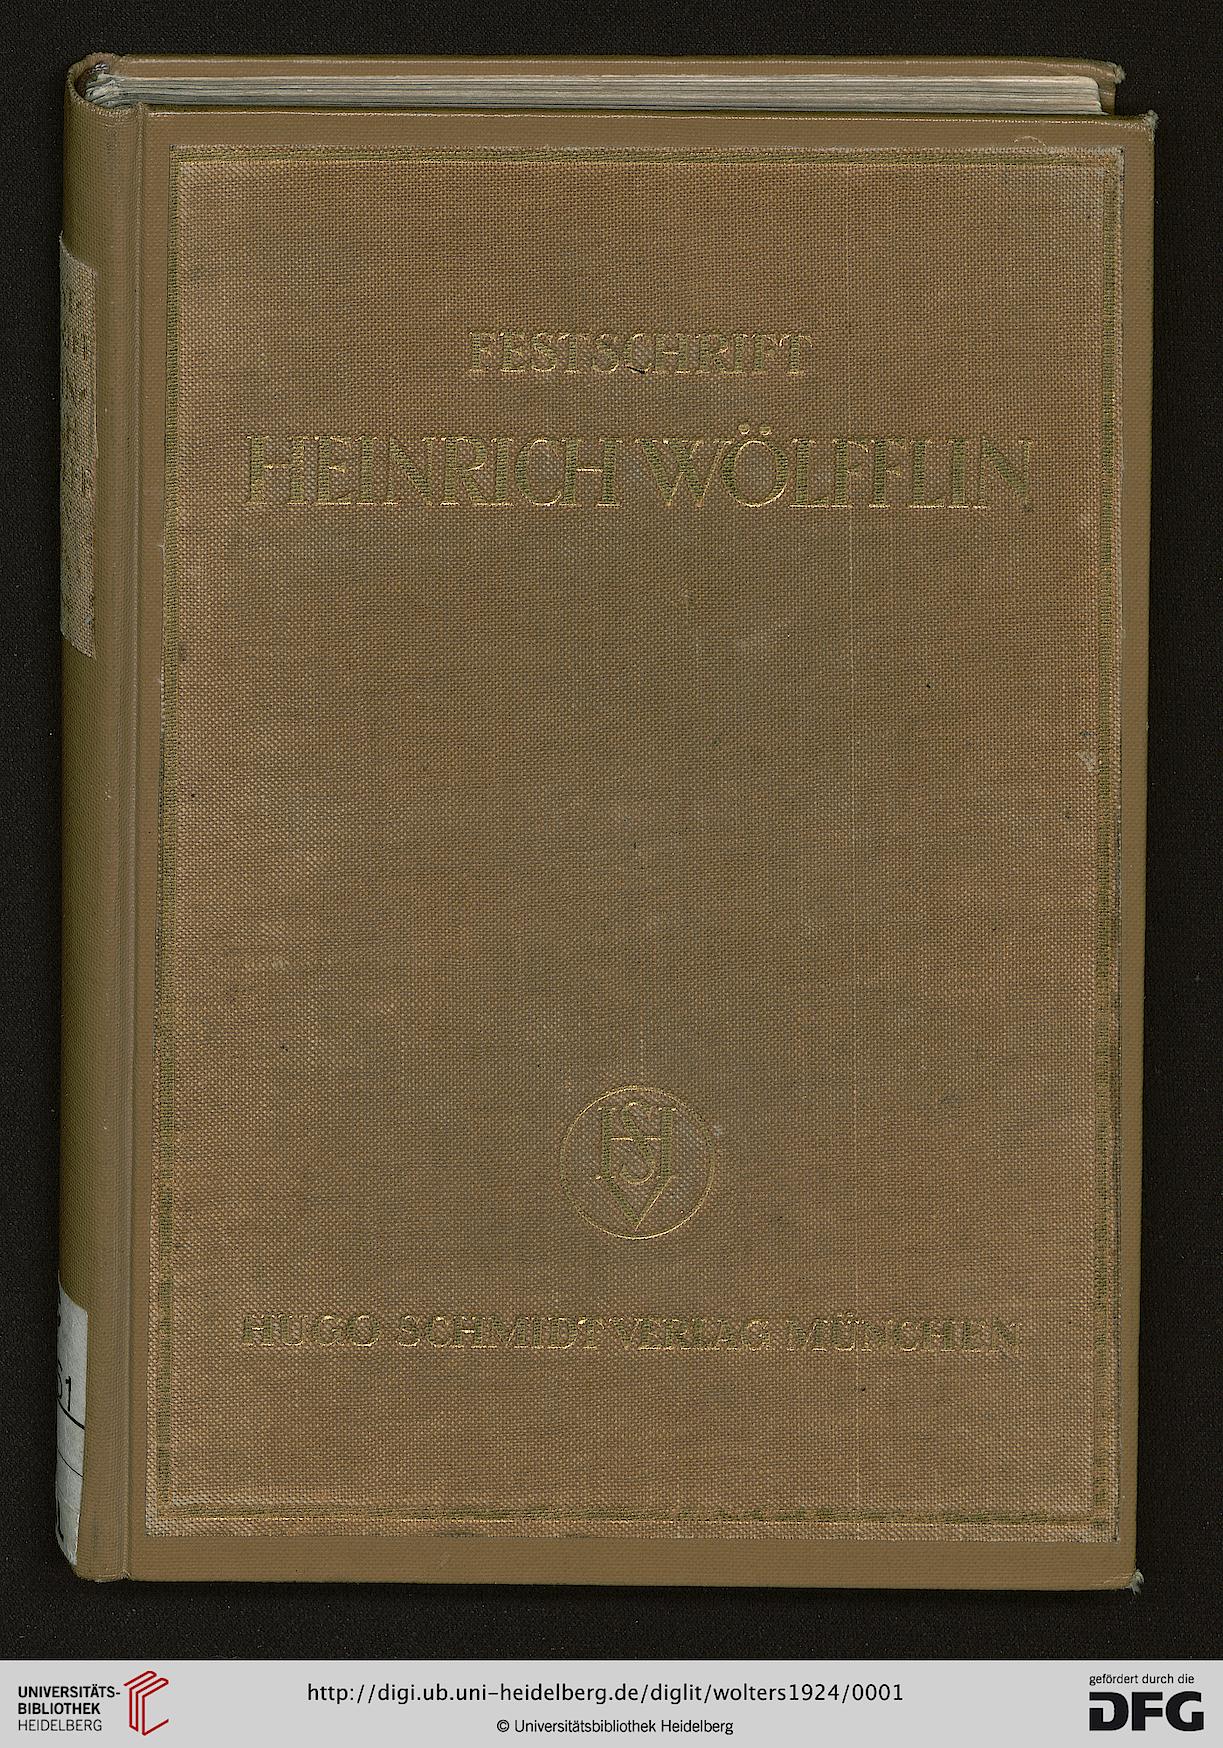 FESTSCHRIFT
HEINRICH WÖLFFLIN
HSV
HUGO SCHMIDT VERLAG MÜNCHEN
51
UNIVERSITÄTS-
BIBLIOTHEK
HEIDELBERG
http://digi.ub.uni-heidelberg.de/diglit/wolters1924/0001
© Universitätsbibliothek Heidelberg
gefördert durch die
DFG